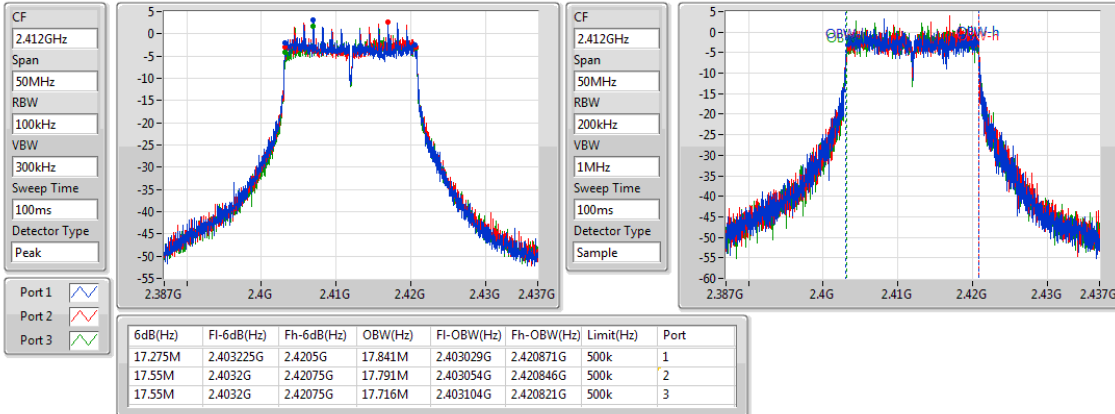 CF
2.412GHz
Span
50MHz
RBW
100kHz
VBW
300kHz
Sweep Time
100ms
Detector Type
Peak
Port 1
Port 2
Port 3
5
0
-5
-10
-15
-20
-25
-30
-35
-40
-45
-50
-55
2.387G 2.4G 2.41G 2.42G 2.43G 2.437G
CF
2.412GHz
Span
50MHz
RBW
200kHz
VBW
1MHz
Sweep Time
100ms
Detector Type
Sample
5
0
-5
-10
-15
-20
-25
-30
-35
-40
-45
-50
-55
-60
OBW-h
2.387G 2.4G 2.41G 2.42G 2.43G 2.437G
6dB(Hz) Fl-6dB(Hz) Fh-6dB(Hz) OBW(Hz) Fl-OBW(Hz) Fh-OBW(Hz) Limit(Hz) Port
17.275M 2.403225G 2.4205G 17.841M 2.403029G 2.420871G 500k 1
17.55M 2.4032G 2.42075G 17.791M 2.403054G 2.420846G 500k 2
17.55M 2.4032G 2.42075G 17.716M 2.403104G 2.420821G 500k 3